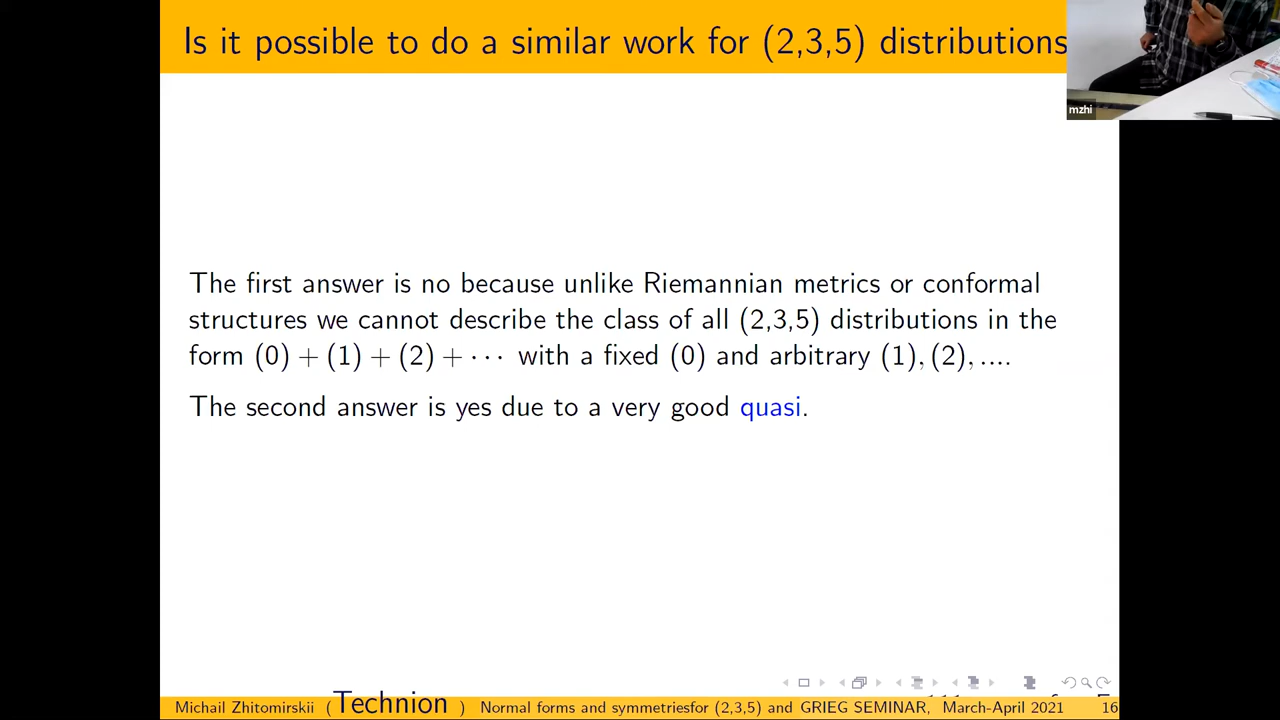 Is it possible to do a similar work for (2,3,5) distributions
mzhi
The first answer is no because unlike Riemannian metrics or conformal
structures we cannot describe the class of all (2,3,5) distributions in the
form (0) + (1) + (2) + ··· with a fixed (0) and arbitrary (1), (2), ....
The second answer is yes due to a very good quasi.
Michail Zhitomirskii ( Technion ) Normal forms and symmetriesfor (2,3,5) and GRIEG SEMINAR, March-April 2021 16